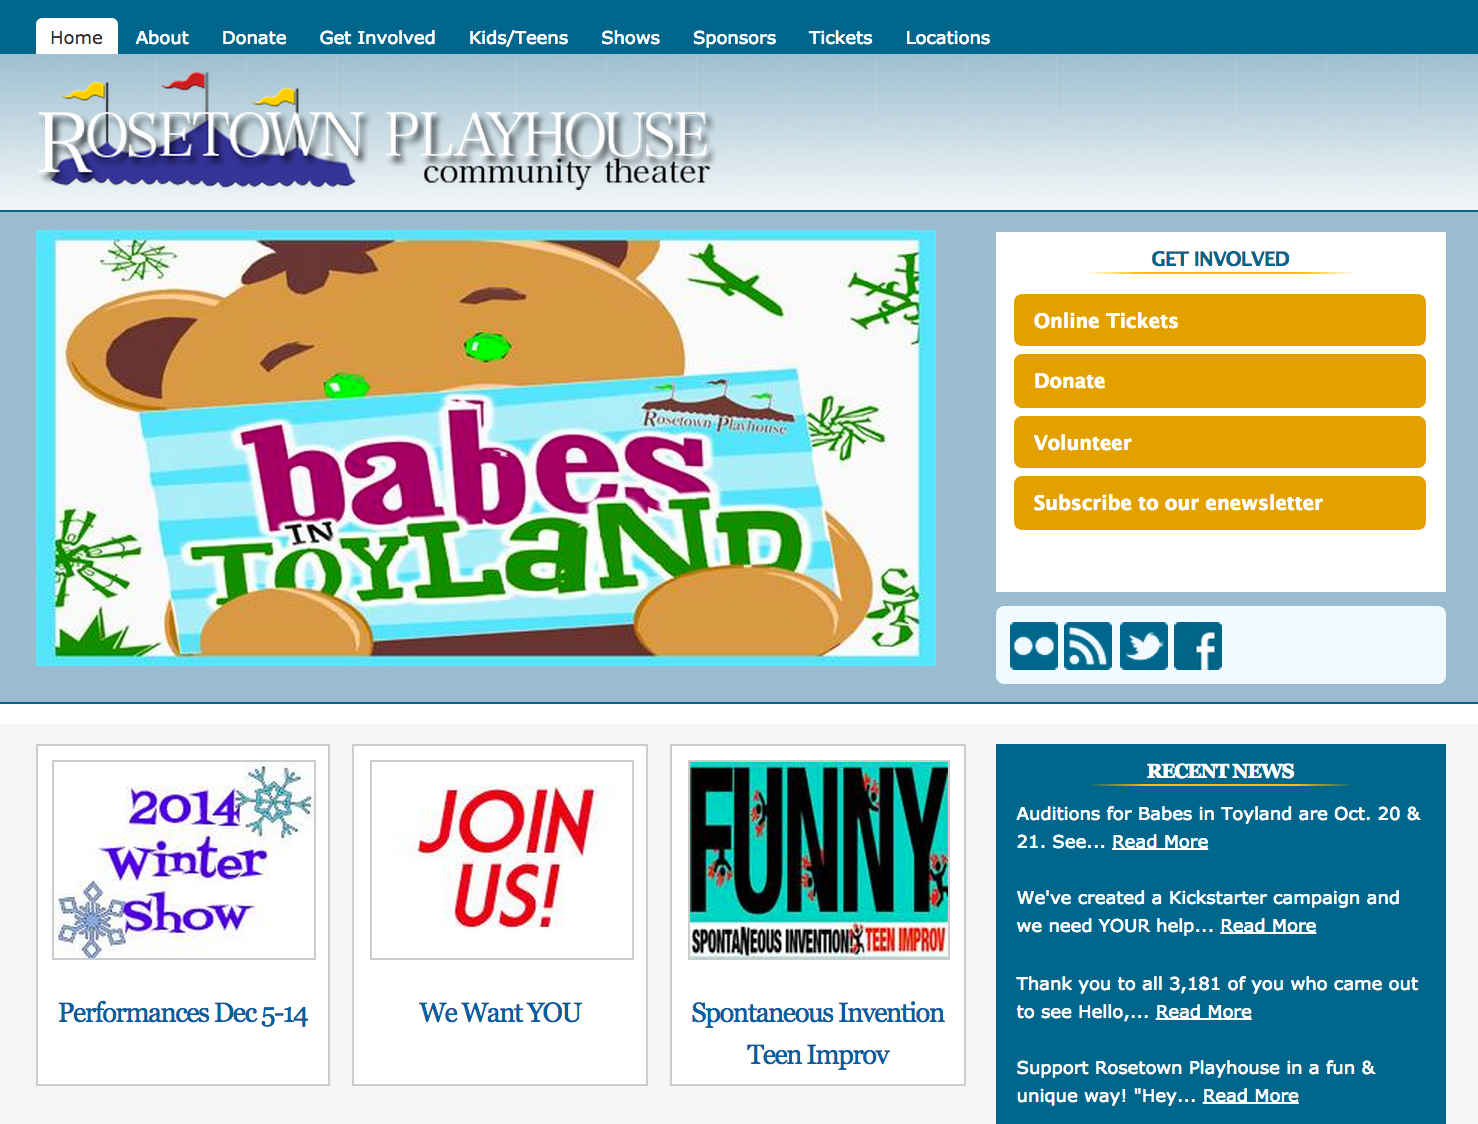 Home About Donate Get Involved Kids/Teens Shows Sponsors Tickets Locations
ROSETOWN PLAYHOUSE
community theater
Rosetown Playhouse
babes
IN
TOYLAND
GET INVOLVED
Online Tickets
Donate
Volunteer
Subscribe to our enewsletter
2014
Winter
Show
Performances Dec 5-14
JOIN
US!
We Want YOU
FUNNY
SPONTANEOUS INVENTION TEEN IMPROV
Spontaneous Invention
Teen Improv
RECENT NEWS
Auditions for Babes in Toyland are Oct. 20 &
21. See... Read More
We've created a Kickstarter campaign and
we need YOUR help... Read More
Thank you to all 3,181 of you who came out
to see Hello,... Read More
Support Rosetown Playhouse in a fun &
unique way! "Hey... Read More